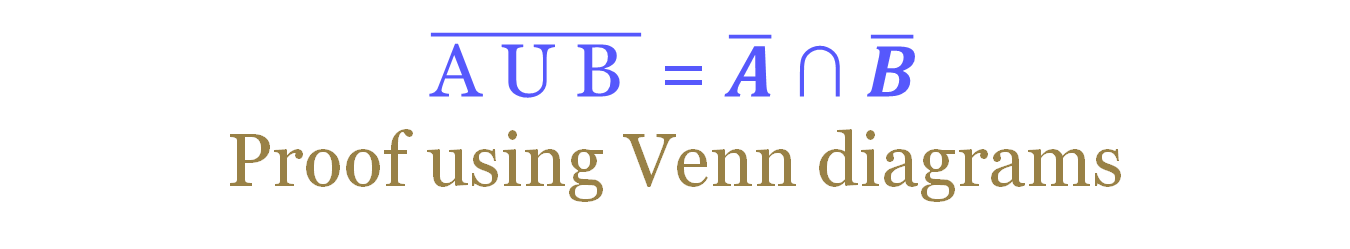 A̅ ̅U̅ ̅B̅ = A̅ ∩ B̅
Proof using Venn diagrams